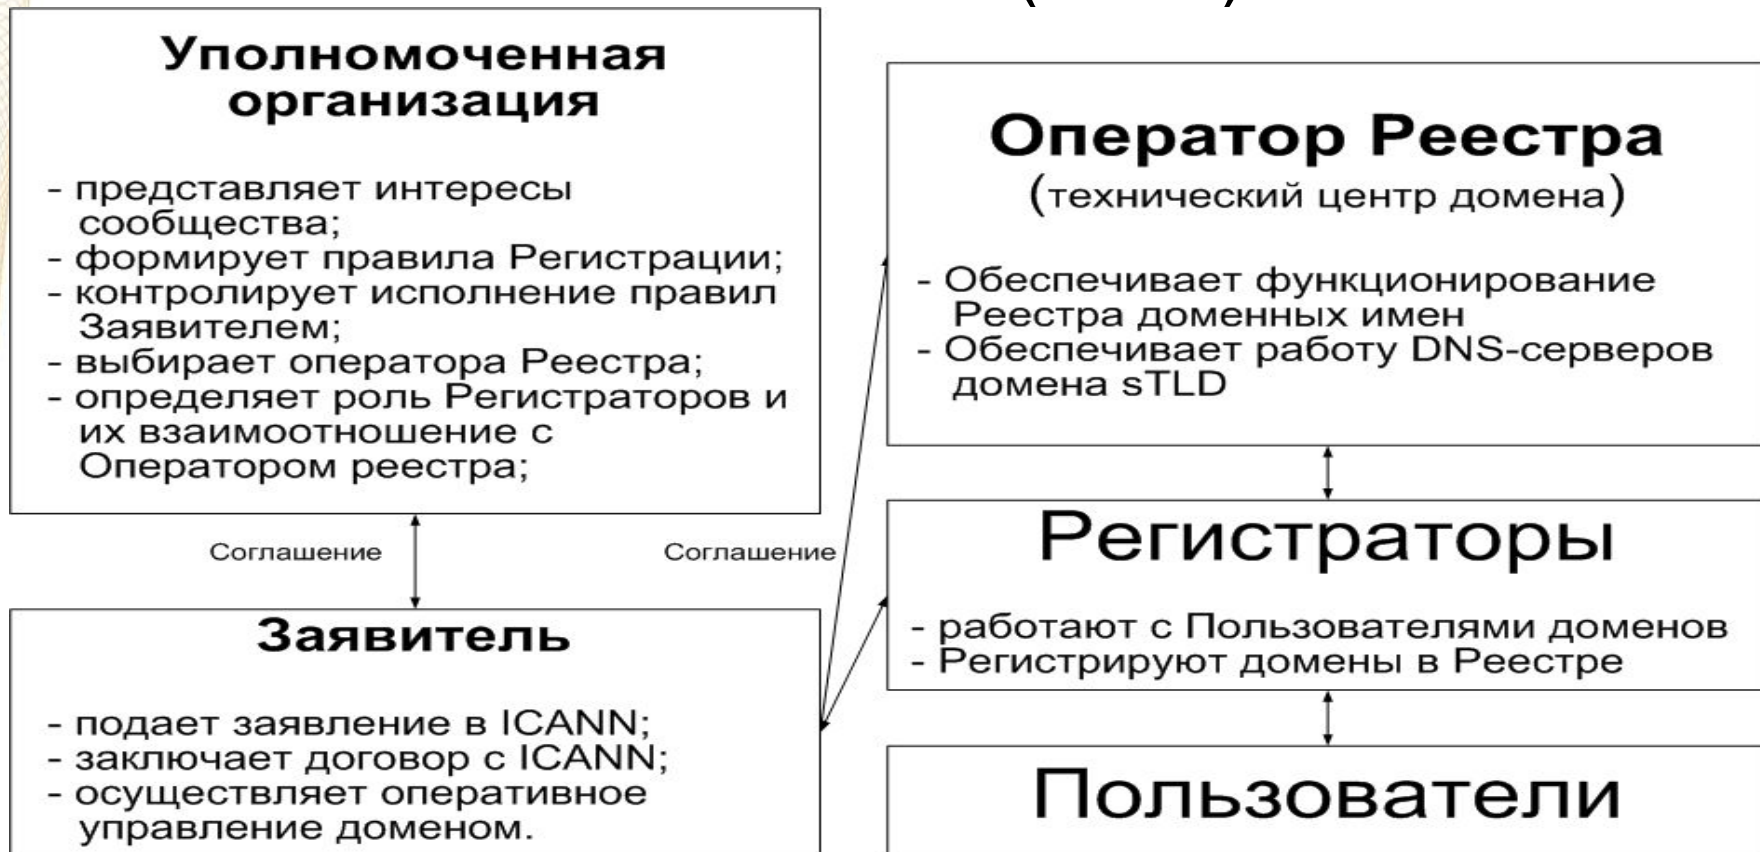 Уполномоченная
организация
- представляет интересы
сообщества;
- формирует правила Регистрации;
- контролирует исполнение правил
Заявителем;
- выбирает оператора Реестра;
- определяет роль Регистраторов и
их взаимоотношение с
Оператором реестра;
Соглашение
Соглашение
Заявитель
- подает заявление в ICANN;
- заключает договор с ICANN;
- осуществляет оперативное
управление доменом.
Оператор Реестра
(технический центр домена)
- Обеспечивает функционирование
Реестра доменных имен
- Обеспечивает работу DNS-серверов
домена sTLD
Регистраторы
- работают с Пользователями доменов
- Регистрируют домены в Реестре
Пользователи